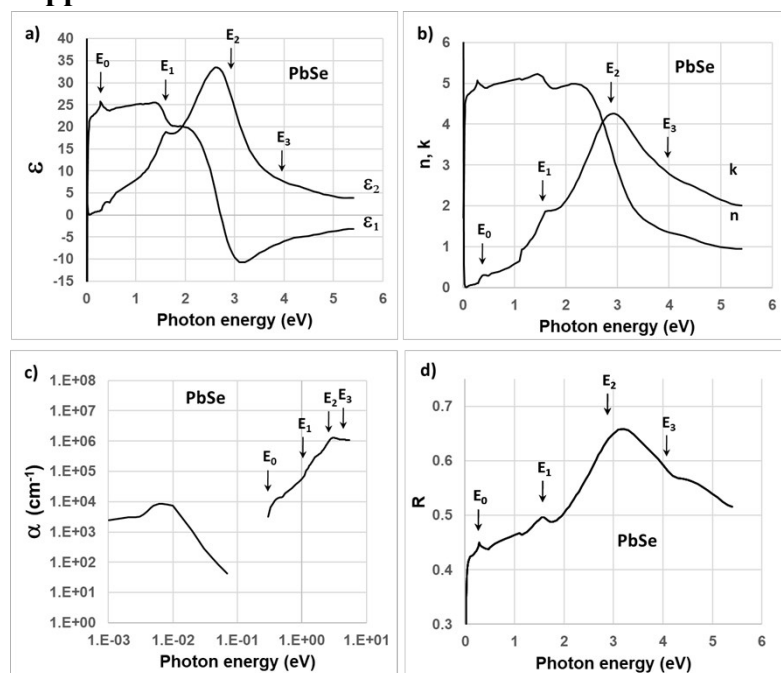 a)
PbSe
E0
E1
E2
E3
ε2
ε1
ε
40
35
30
25
20
15
10
5
0
-5
-10
-15
0 1 2 3 4 5 6
Photon energy (eV)
b)
PbSe
E0
E1
E2
E3
k
n
n, k
6
5
4
3
2
1
0
0 1 2 3 4 5 6
Photon energy (eV)
c)
PbSe
E0
E1
E2 E3
α (cm-1)
1.E+08
1.E+07
1.E+06
1.E+05
1.E+04
1.E+03
1.E+02
1.E+01
1.E+00
1.E-03 1.E-02 1.E-01 1.E+00 1.E+01
Photon energy (eV)
d)
E0
E1
E2
E3
PbSe
R
0.7
0.6
0.5
0.4
0.3
0 1 2 3 4 5 6
Photon energy (eV)